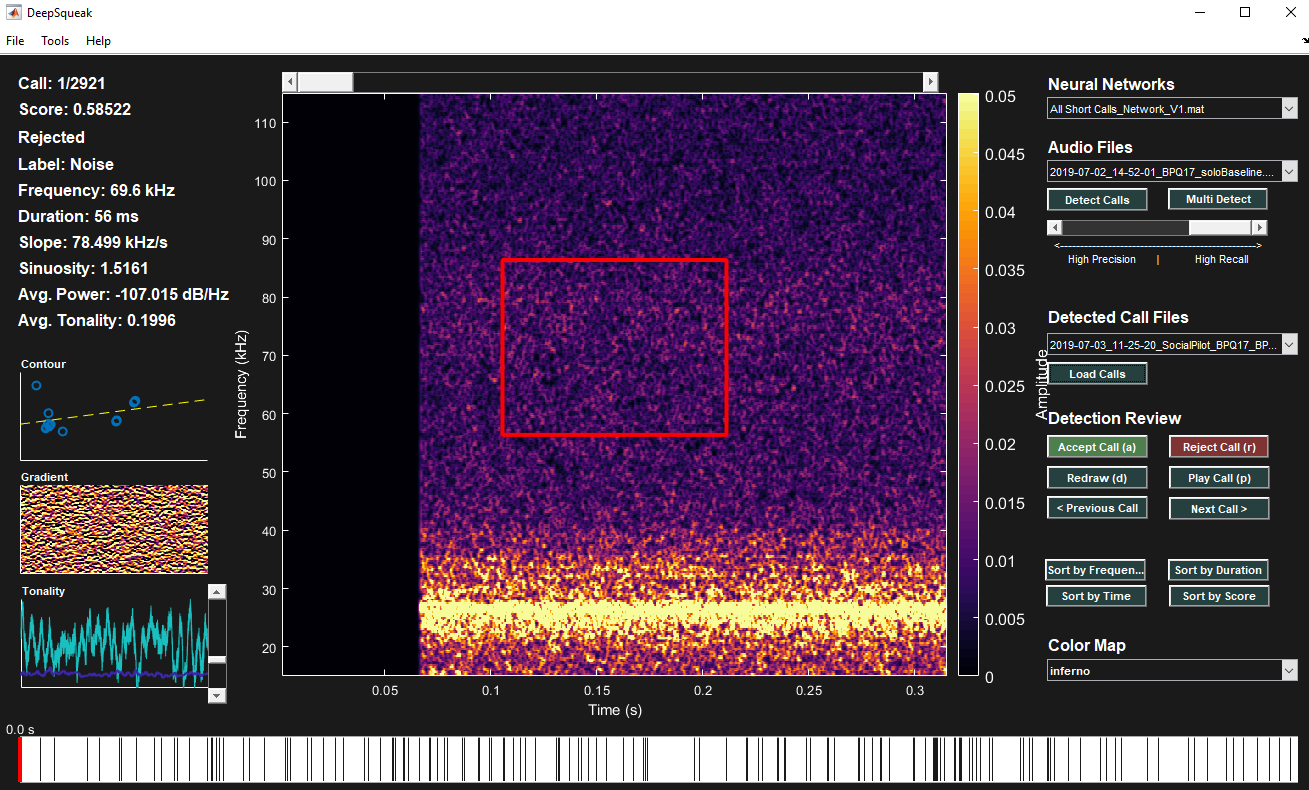 DeepSqueak
File Tools Help
Call: 1/2921
Score: 0.58522
Rejected
Label: Noise
Frequency: 69.6 kHz
Duration: 56 ms
Slope: 78.499 kHz/s
Sinuosity: 1.5161
Avg. Power: -107.015 dB/Hz
Avg. Tonality: 0.1996
Contour
Gradient
Tonality
Frequency (kHz)
110
100
90
80
70
60
50
40
30
20
0.05 0.1 0.15 0.2 0.25 0.3
Time (s)
0.05
0.045
0.04
0.035
0.03
0.025
0.02
0.015
0.01
0.005
0
Amplitude
Neural Networks
All Short Calls_Network_V1.mat
Audio Files
2019-07-02_14-52-01_BPQ17_soloBaseline....
Detect Calls Multi Detect
<-------------------------------------------------->
High Precision | High Recall
Detected Call Files
2019-07-03_11-25-20_SocialPilot_BPQ17_BP...
Load Calls
Detection Review
Accept Call (a) Reject Call (r)
Redraw (d) Play Call (p)
< Previous Call Next Call >
Sort by Frequen... Sort by Duration
Sort by Time Sort by Score
Color Map
inferno
0.0 s